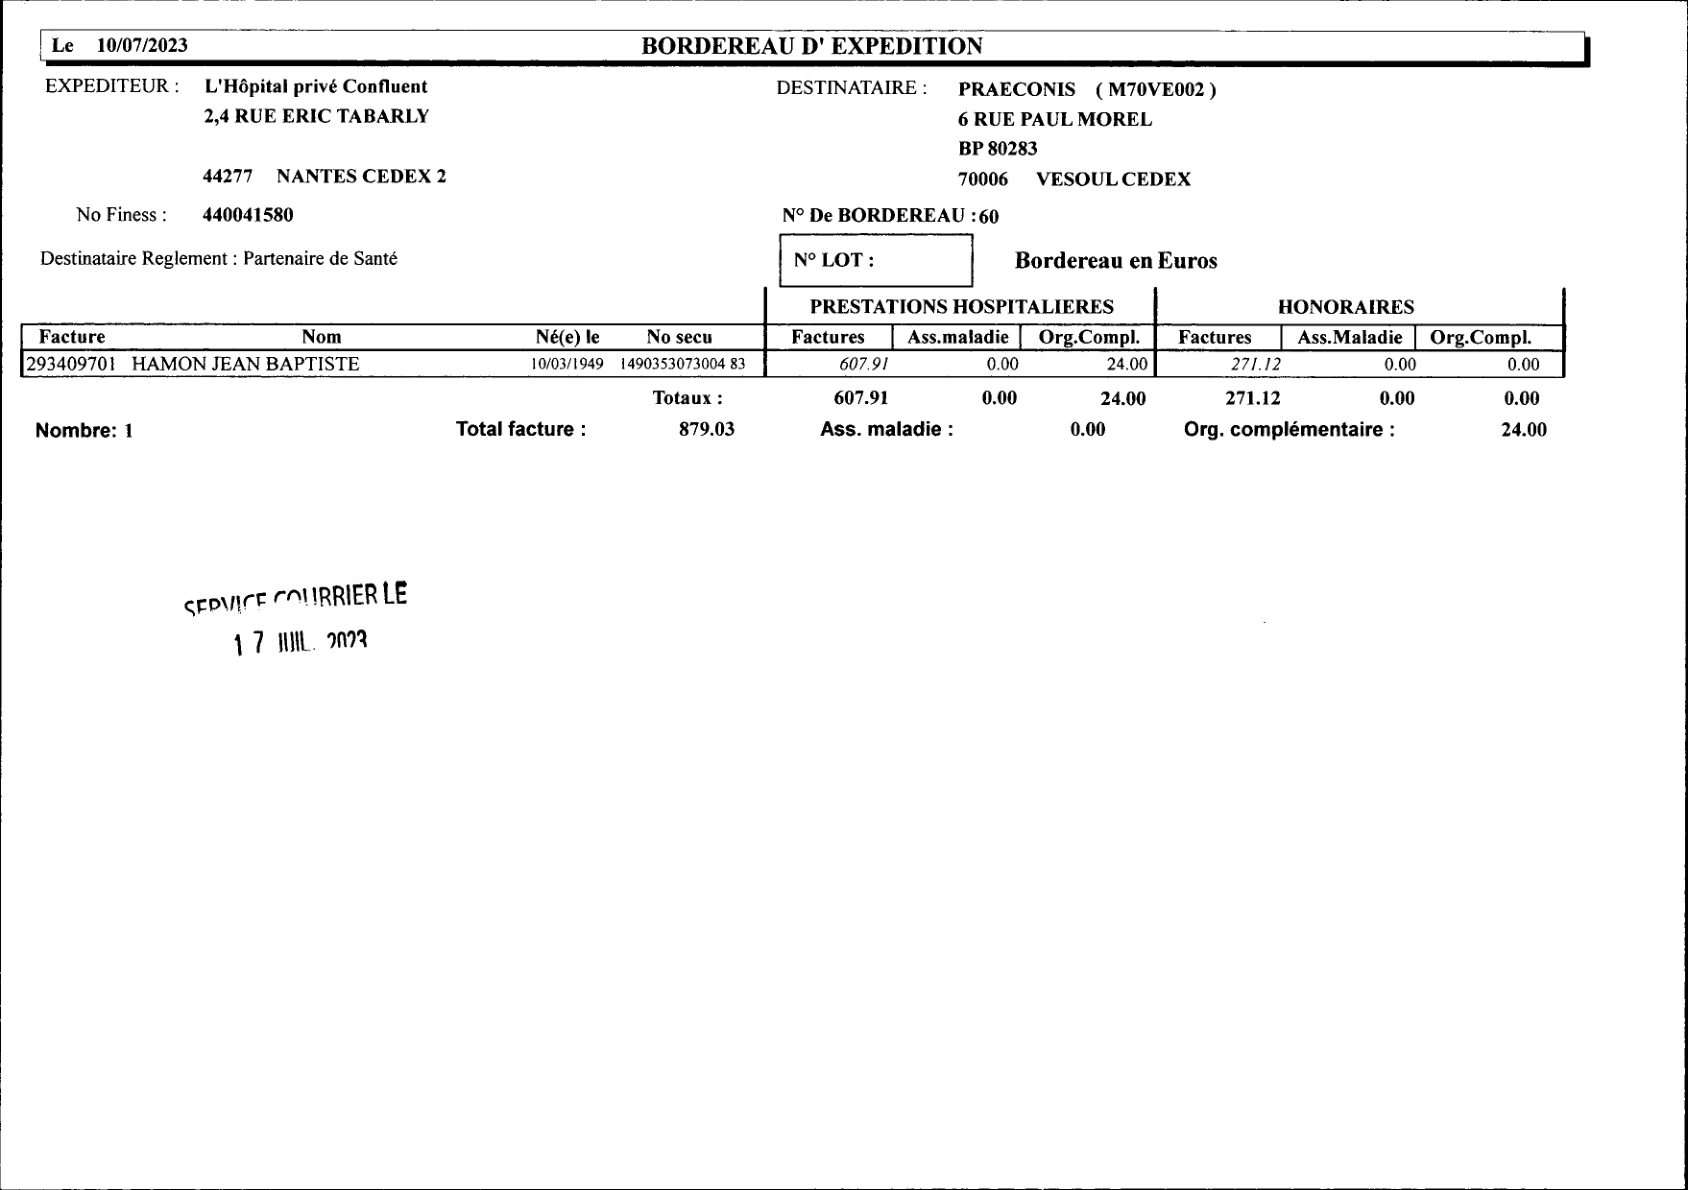 Le 10/07/2023 BORDEREAU D' EXPEDITION
EXPEDITEUR : L'Hôpital privé Confluent DESTINATAIRE : PRAECONIS ( M70VE002 )
2,4 RUE ERIC TABARLY 6 RUE PAUL MOREL
BP 80283
44277 NANTES CEDEX 2 70006 VESOUL CEDEX
No Finess : 440041580 N° De BORDEREAU : 60
Destinataire Reglement : Partenaire de Santé N° LOT : Bordereau en Euros
PRESTATIONS HOSPITALIERES HONORAIRES
Facture Nom Né(e) le No secu Factures Ass.maladie Org.Compl. Factures Ass.Maladie Org.Compl.
293409701 HAMON JEAN BAPTISTE 10/03/1949 1490353073004 83 607.91 0.00 24.00 271.12 0.00 0.00
Totaux : 607.91 0.00 24.00 271.12 0.00 0.00
Nombre: 1 Total facture : 879.03 Ass. maladie : 0.00 Org. complémentaire : 24.00
SERVICE COURRIER LE
17 JUIL. 2023